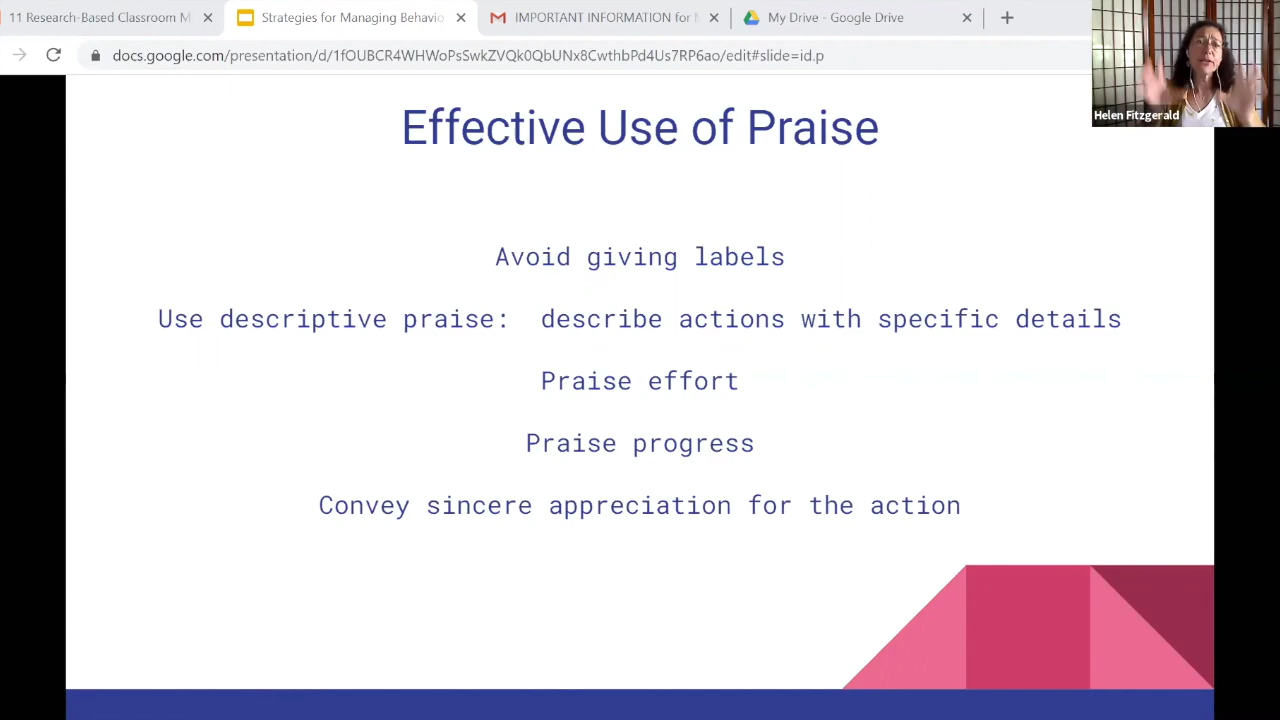 11 Research-Based Classroom M
Strategies for Managing Behavio
IMPORTANT INFORMATION for
My Drive - Google Drive
docs.google.com/presentation/d/1fOUBCR4WHWoPsSwkZVQk0QbUNx8CwthbPd4Us7RP6ao/edit#slide=id.p
Helen Fitzgerald
Effective Use of Praise
Avoid giving labels
Use descriptive praise: describe actions with specific details
Praise effort
Praise progress
Convey sincere appreciation for the action